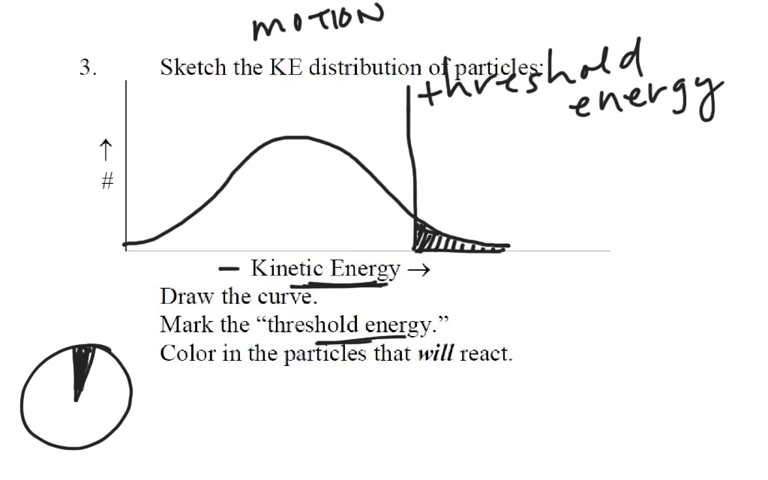 MOTION
3. Sketch the KE distribution of particles:
threshold
energy
↑
#
— Kinetic Energy →
Draw the curve.
Mark the “threshold energy.”
Color in the particles that will react.